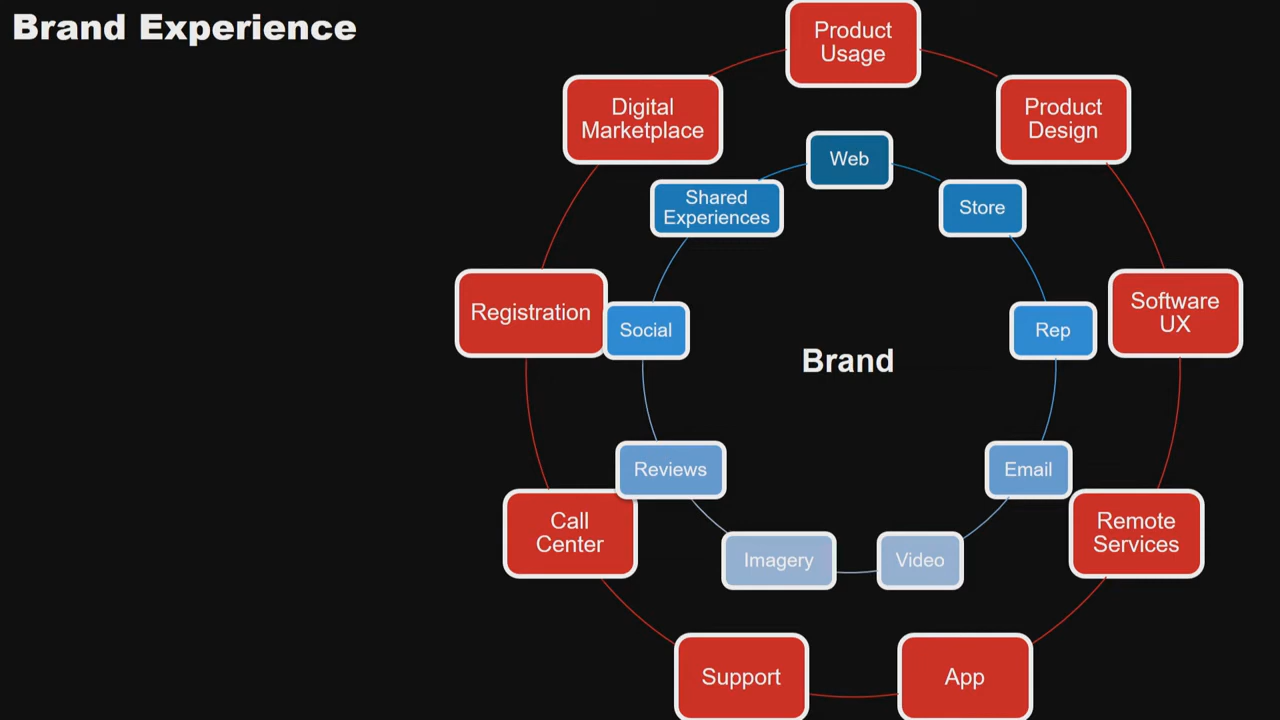 Brand Experience
Product
Usage
Digital
Marketplace
Product
Design
Web
Shared
Experiences
Store
Registration
Social
Rep
Software
UX
Brand
Reviews
Email
Call
Center
Remote
Services
Imagery
Video
Support
App